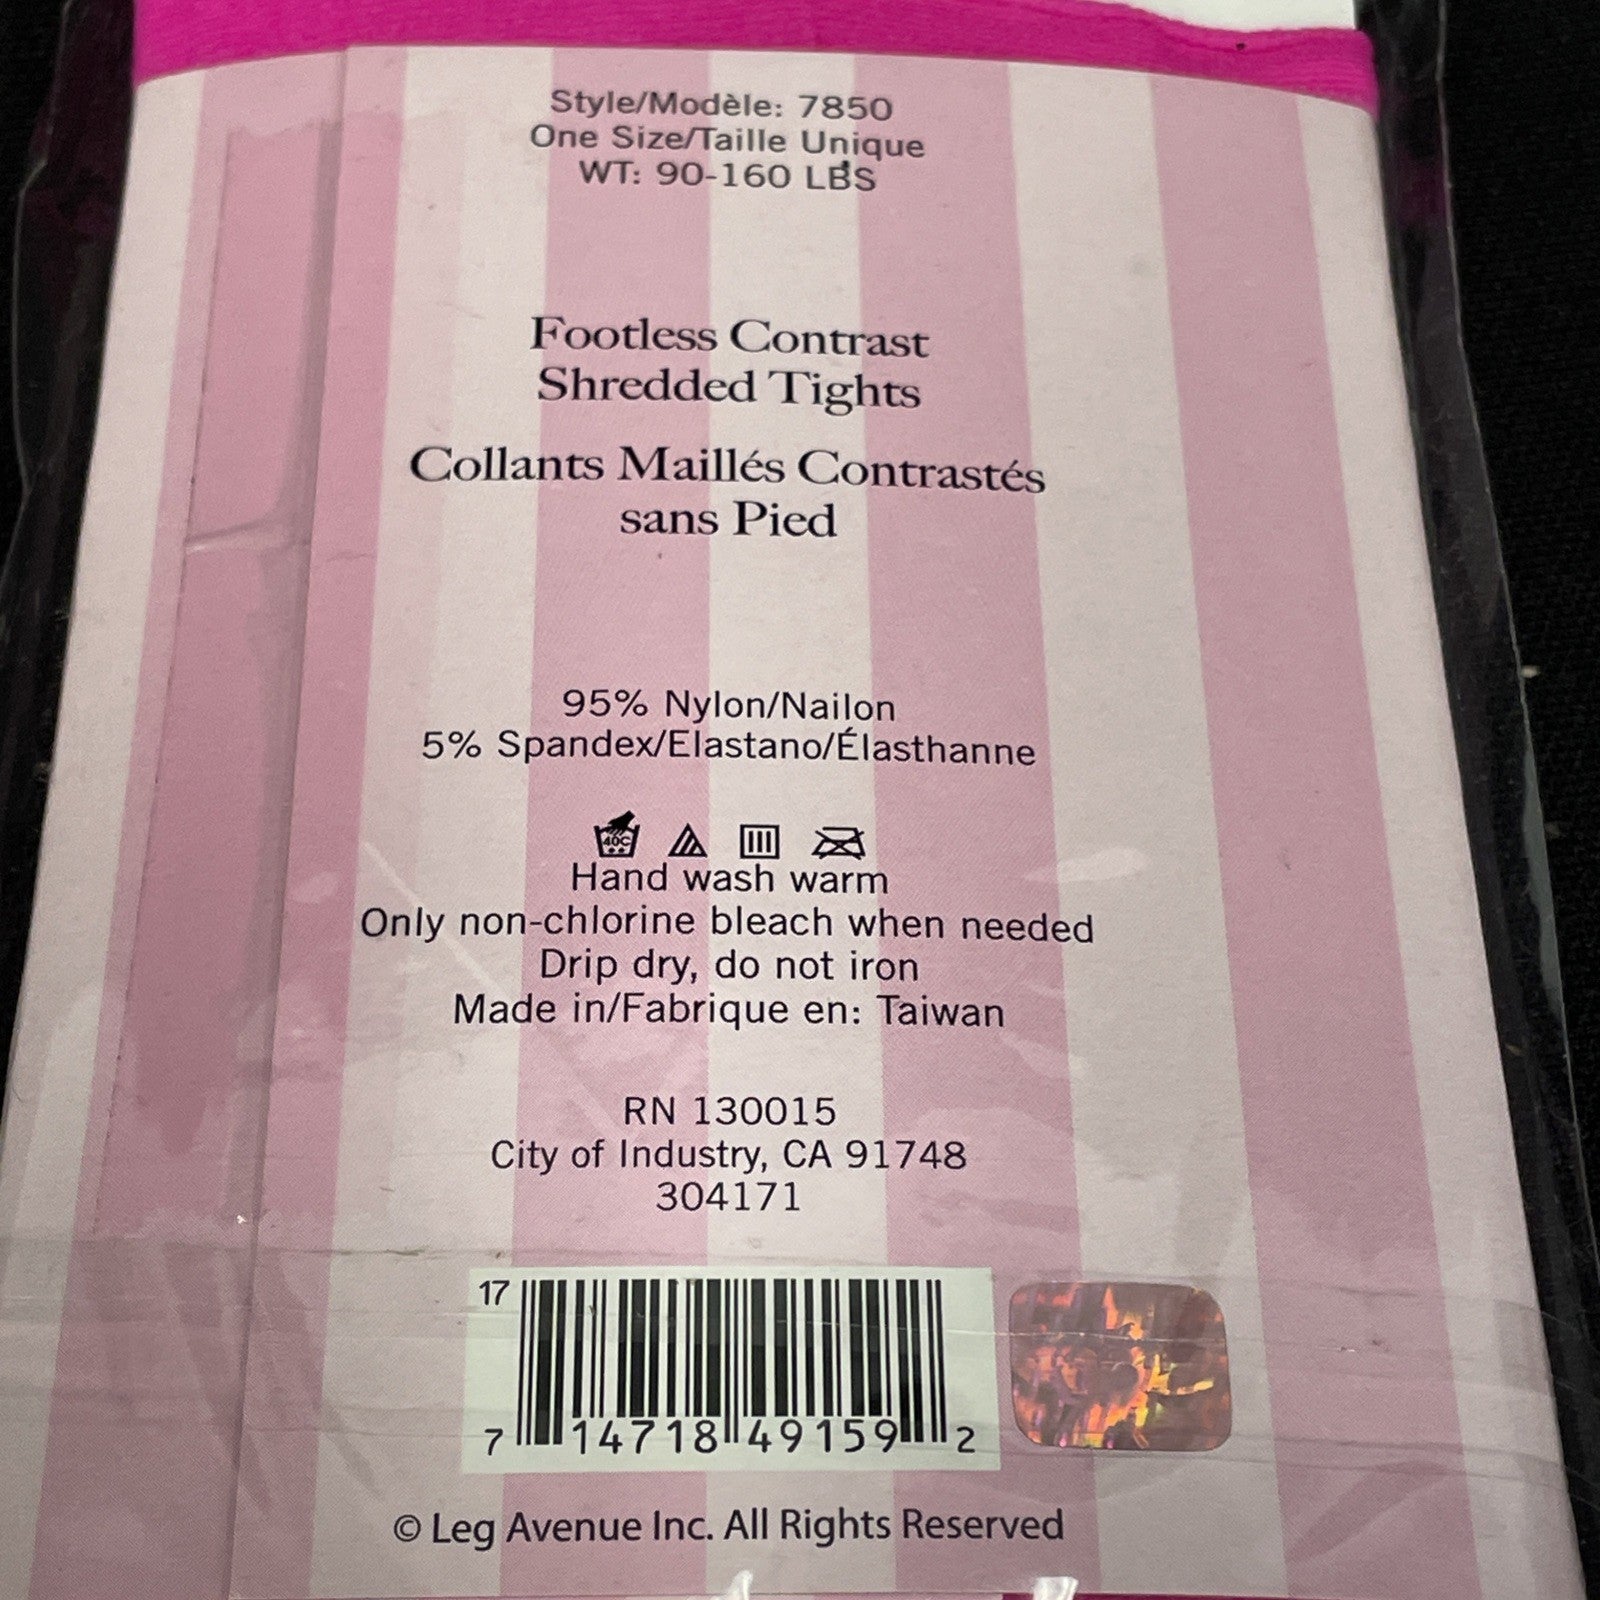 Style/Modèle: 7850
One Size/Taille Unique
WT: 90-160 LBS
Footless Contrast
Shredded Tights
Collants Maillés Contrastés
sans Pied
95% Nylon/Nailon
5% Spandex/Elastano/Élasthanne
40C
Hand wash warm
Only non-chlorine bleach when needed
Drip dry, do not iron
Made in/Fabrique en: Taiwan
RN 130015
City of Industry, CA 91748
304171
17
7 14718 49159 2
© Leg Avenue Inc. All Rights Reserved